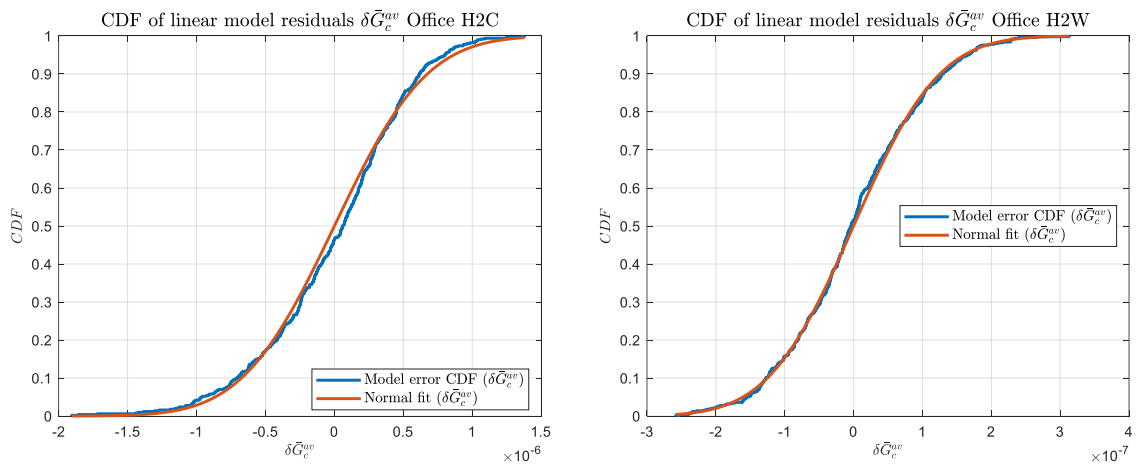 CDF of linear model residuals δḠ_c^{av} Office H2C
1
0.9
0.8
0.7
0.6
0.5
0.4
0.3
0.2
0.1
0
CDF
Model error CDF (δḠ_c^{av})
Normal fit (δḠ_c^{av})
-2 -1.5 -1 -0.5 0 0.5 1 1.5
δḠ_c^{av}
×10^{-6}
CDF of linear model residuals δḠ_c^{av} Office H2W
1
0.9
0.8
0.7
0.6
0.5
0.4
0.3
0.2
0.1
0
CDF
Model error CDF (δḠ_c^{av})
Normal fit (δḠ_c^{av})
-3 -2 -1 0 1 2 3 4
δḠ_c^{av}
×10^{-7}